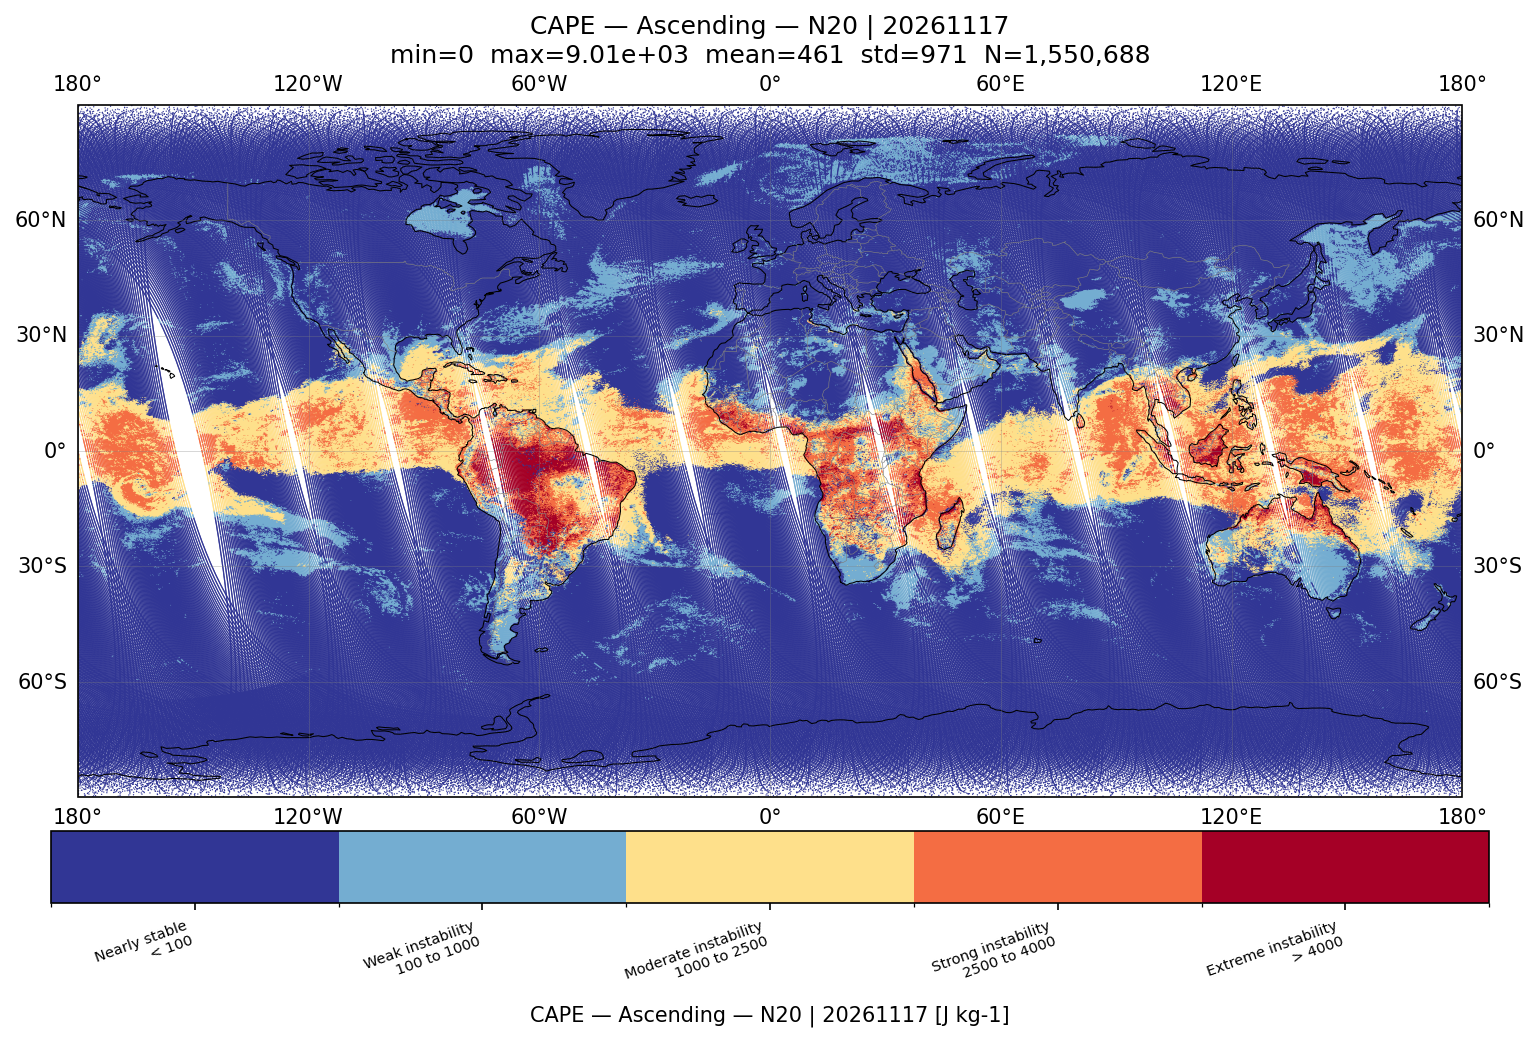 CAPE — Ascending — N20 | 20261117
min=0  max=9.01e+03  mean=461  std=971  N=1,550,688
180° 120°W 60°W 0° 60°E 120°E 180°
60°N 60°N
30°N 30°N
0° 0°
30°S 30°S
60°S 60°S
180° 120°W 60°W 0° 60°E 120°E 180°
Nearly stable
< 100
Weak instability
100 to 1000
Moderate instability
1000 to 2500
Strong instability
2500 to 4000
Extreme instability
> 4000
CAPE — Ascending — N20 | 20261117 [J kg-1]